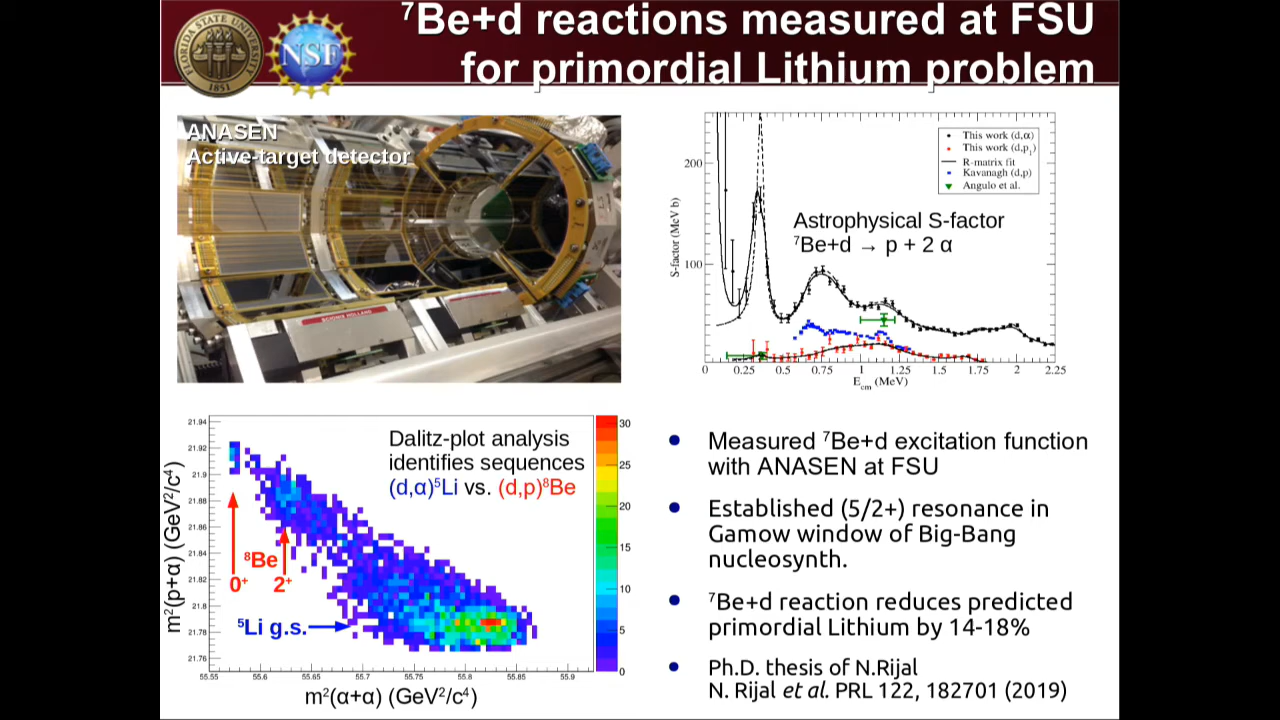 ⁷Be+d reactions measured at FSU
for primordial Lithium problem
FLORIDA STATE UNIVERSITY
1851
NSF
ANASEN
Active-target detector
SCIONIX HOLLAND
This work (d,α)
This work (d,p₁)
R-matrix fit
Kavanagh (d,p)
Angulo et al.
Astrophysical S-factor
⁷Be+d → p + 2 α
S-factor (MeV b)
200
100
0 0.25 0.5 0.75 1 1.25 1.5 1.75 2 2.25
E_cm (MeV)
Dalitz-plot analysis
identifies sequences
(d,α)⁵Li vs. (d,p)⁸Be
⁸Be
0⁺ 2⁺
⁵Li g.s.
m²(p+α) (GeV²/c⁴)
21.94
21.92
21.9
21.88
21.86
21.84
21.82
21.8
21.78
21.76
55.55 55.6 55.65 55.7 55.75 55.8 55.85 55.9
m²(α+α) (GeV²/c⁴)
30
25
20
15
10
5
0
• Measured ⁷Be+d excitation function
with ANASEN at FSU
• Established (5/2+) resonance in
Gamow window of Big-Bang
nucleosynth.
• ⁷Be+d reaction reduces predicted
primordial Lithium by 14-18%
• Ph.D. thesis of N.Rijal
N. Rijal et al. PRL 122, 182701 (2019)